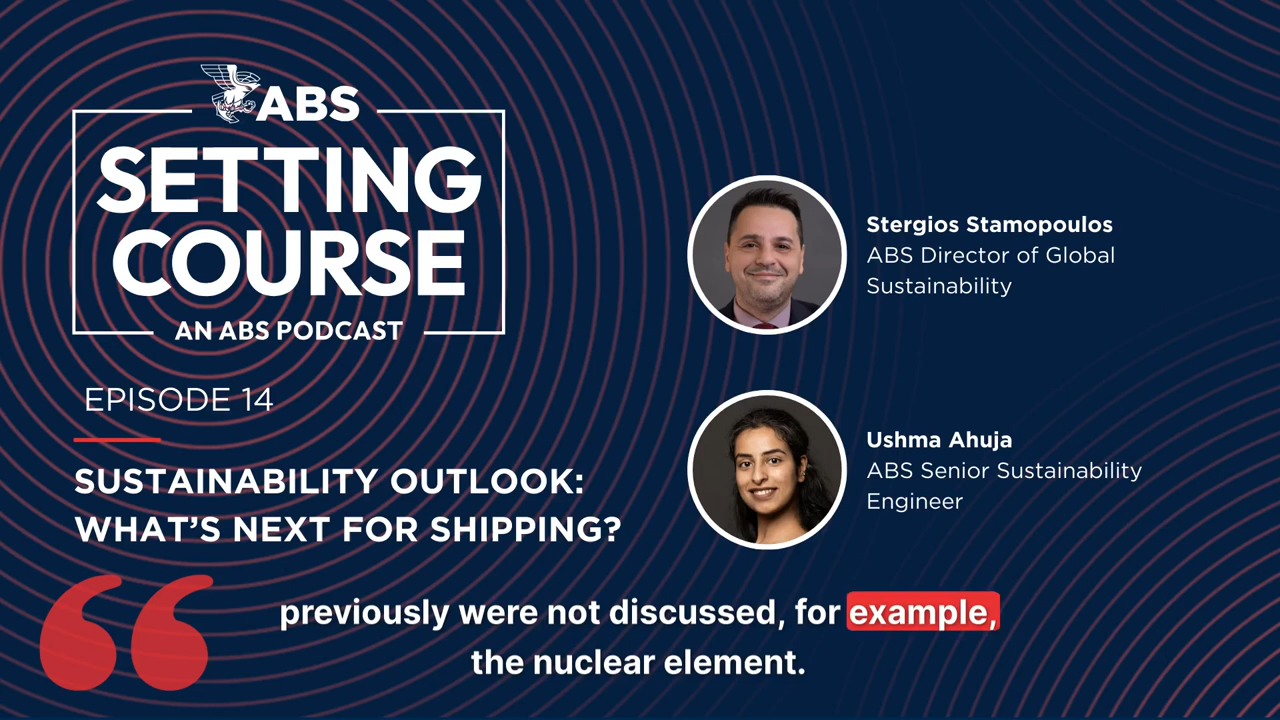 ABS
SETTING
COURSE
AN ABS PODCAST
EPISODE 14
SUSTAINABILITY OUTLOOK:
WHAT’S NEXT FOR SHIPPING?
Stergios Stamopoulos
ABS Director of Global
Sustainability
Ushma Ahuja
ABS Senior Sustainability
Engineer
previously were not discussed, for example,
the nuclear element.